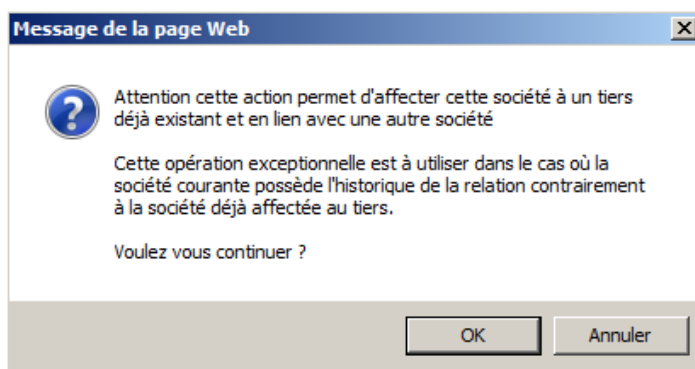 Message de la page Web
Attention cette action permet d'affecter cette société à un tiers
déjà existant et en lien avec une autre société
Cette opération exceptionnelle est à utiliser dans le cas où la
société courante possède l'historique de la relation contrairement
à la société déjà affectée au tiers.
Voulez vous continuer ?
OK
Annuler